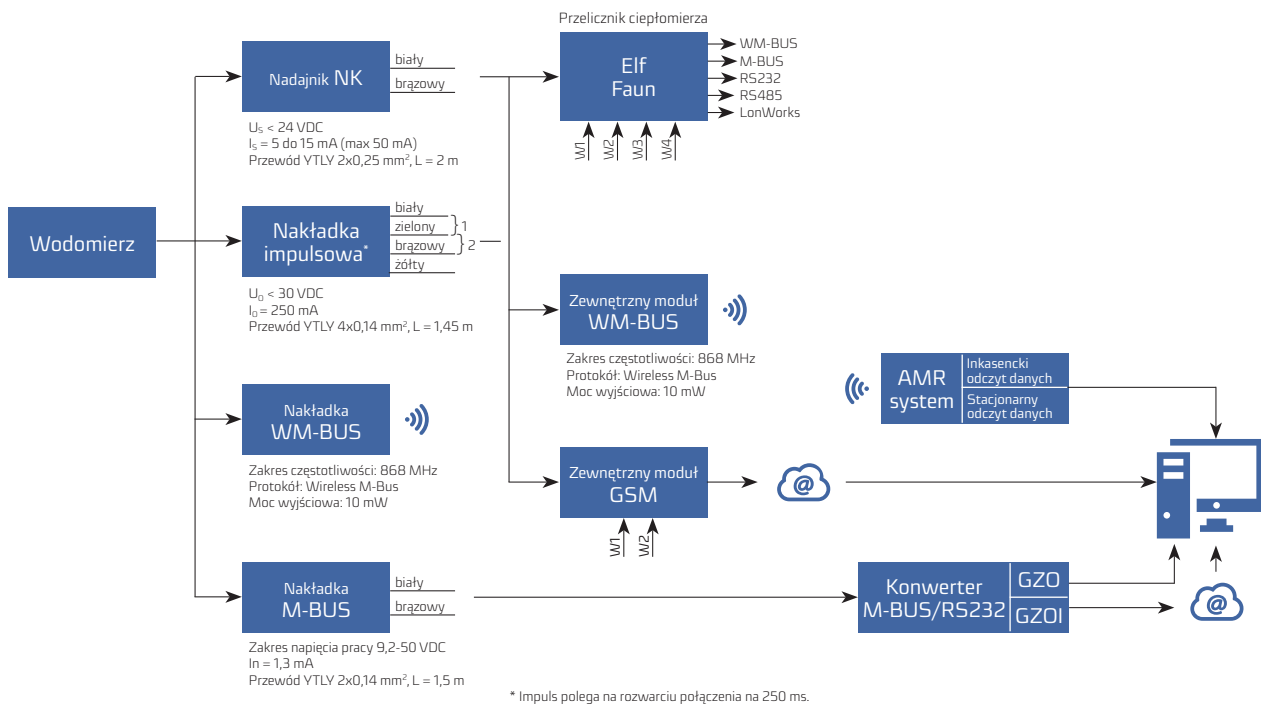 Przelicznik ciepłomierza
Nadajnik NK
biały
brązowy
U_S < 24 VDC
I_S = 5 do 15 mA (max 50 mA)
Przewód YTLY 2x0,25 mm², L = 2 m
Elf
Faun
WM-BUS
M-BUS
RS232
RS485
LonWorks
W1
W2
W3
W4
Wodomierz
Nakładka
impulsowa*
biały
zielony
brązowy
żółty
1
2
U_O < 30 VDC
I_O = 250 mA
Przewód YTLY 4x0,14 mm², L = 1,45 m
Zewnętrzny moduł
WM-BUS
Zakres częstotliwości: 868 MHz
Protokół: Wireless M-Bus
Moc wyjściowa: 10 mW
AMR
system
Inkasencki
odczyt danych
Stacjonarny
odczyt danych
Nakładka
WM-BUS
Zakres częstotliwości: 868 MHz
Protokół: Wireless M-Bus
Moc wyjściowa: 10 mW
Zewnętrzny moduł
GSM
W1
W2
@
Nakładka
M-BUS
biały
brązowy
Zakres napięcia pracy 9,2-50 VDC
In = 1,3 mA
Przewód YTLY 2x0,14 mm², L = 1,5 m
Konwerter
M-BUS/RS232
GZO
GZOI
@
* Impuls polega na rozwarciu połączenia na 250 ms.